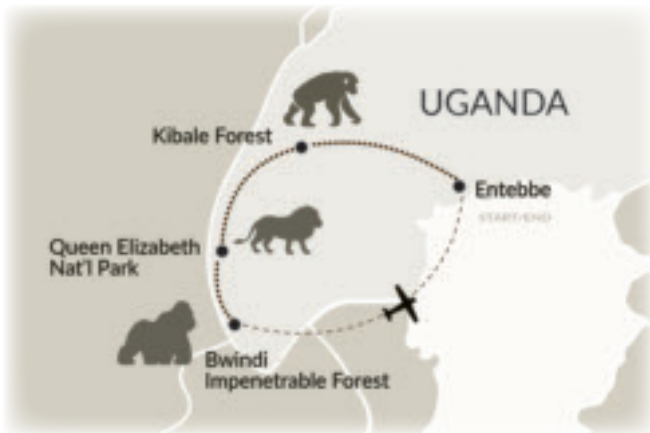 UGANDA
Kibale Forest
Entebbe
START/END
Queen Elizabeth
Nat'l Park
Bwindi
Impenetrable Forest